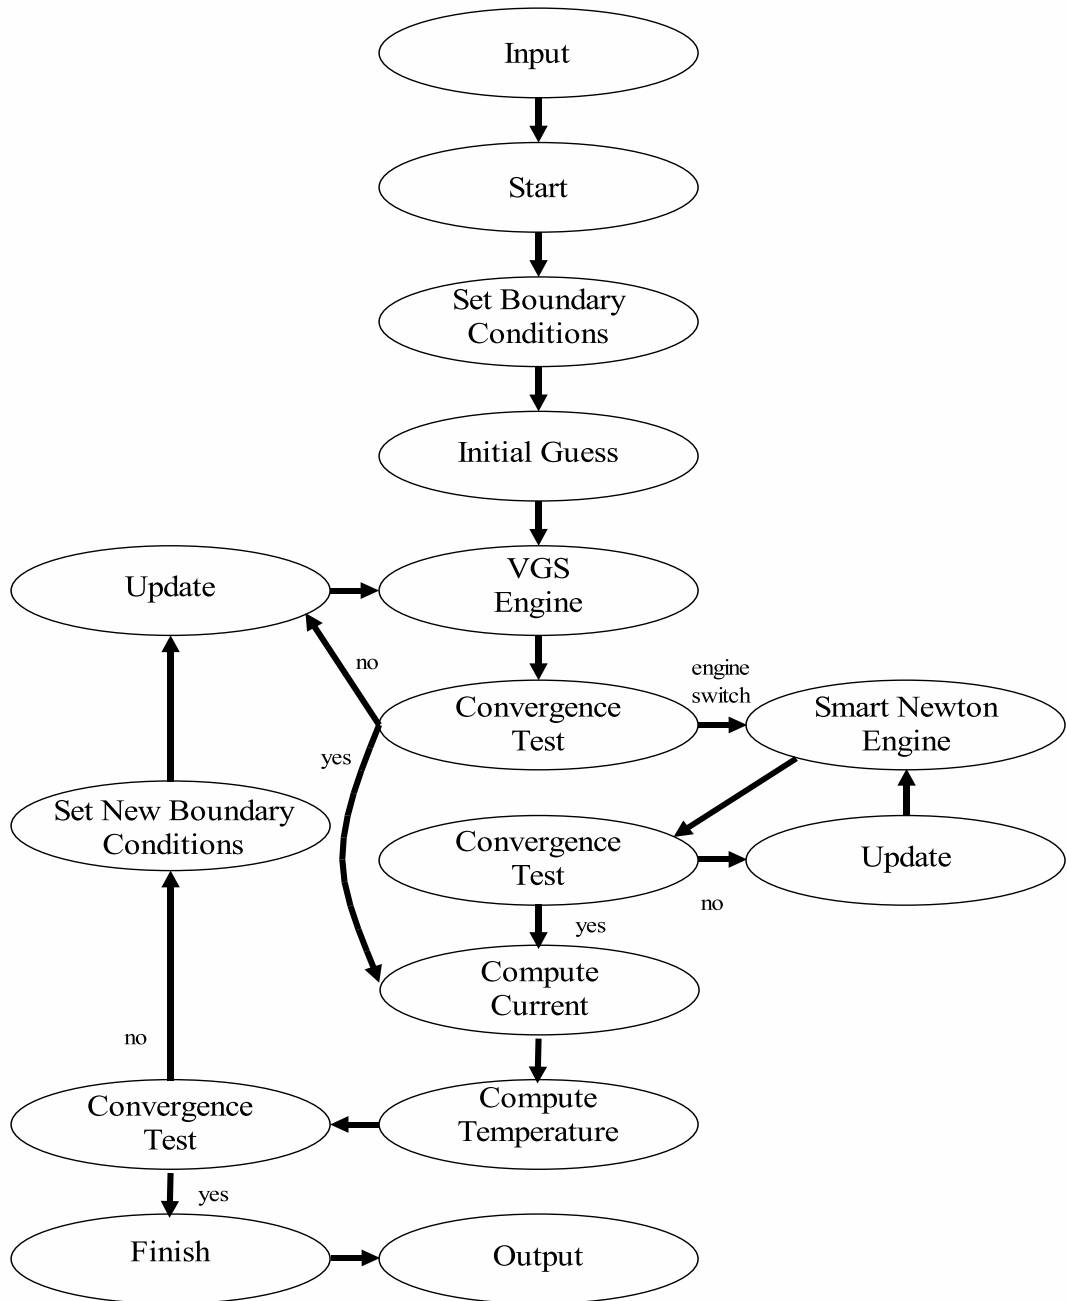 Input
Start
Set Boundary
Conditions
Initial Guess
Update
VGS
Engine
no
engine
switch
Convergence
Test
Smart Newton
Engine
yes
Set New Boundary
Conditions
Convergence
Test
Update
no
yes
Compute
Current
no
Convergence
Test
Compute
Temperature
yes
Finish
Output